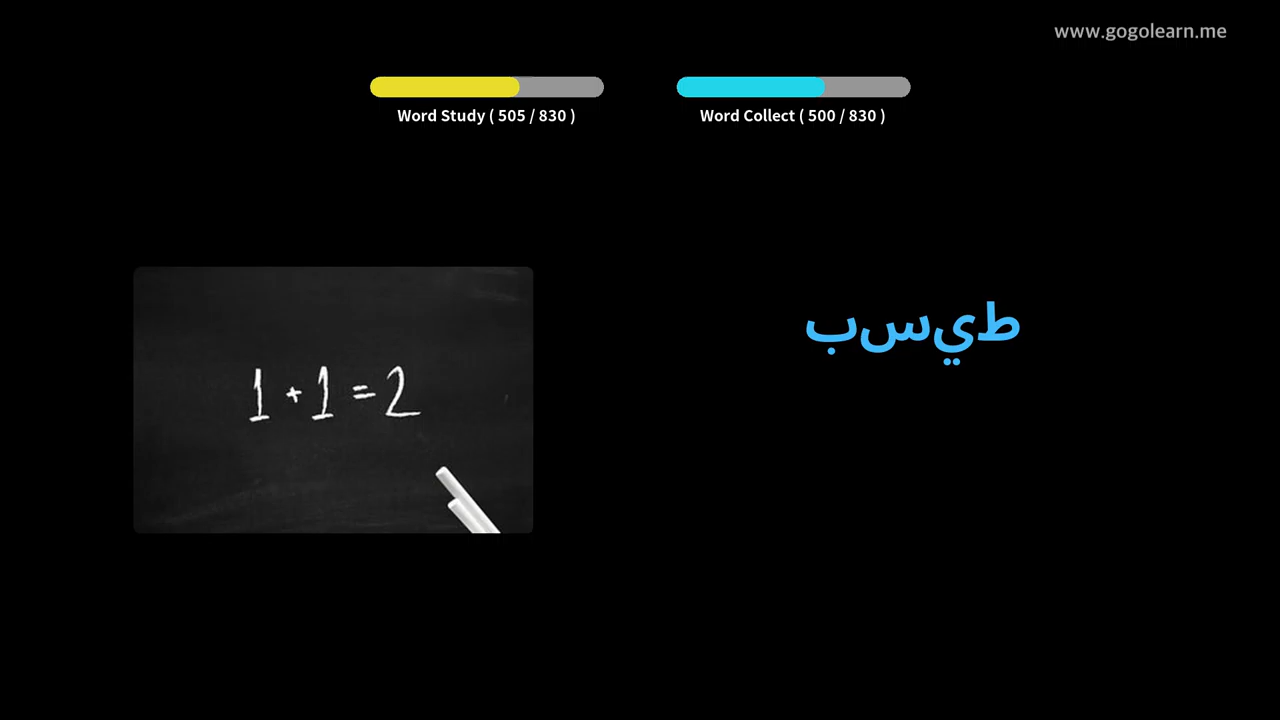 www.gogolearn.me
Word Study ( 505 / 830 )
Word Collect ( 500 / 830 )
طيسب
1 + 1 = 2